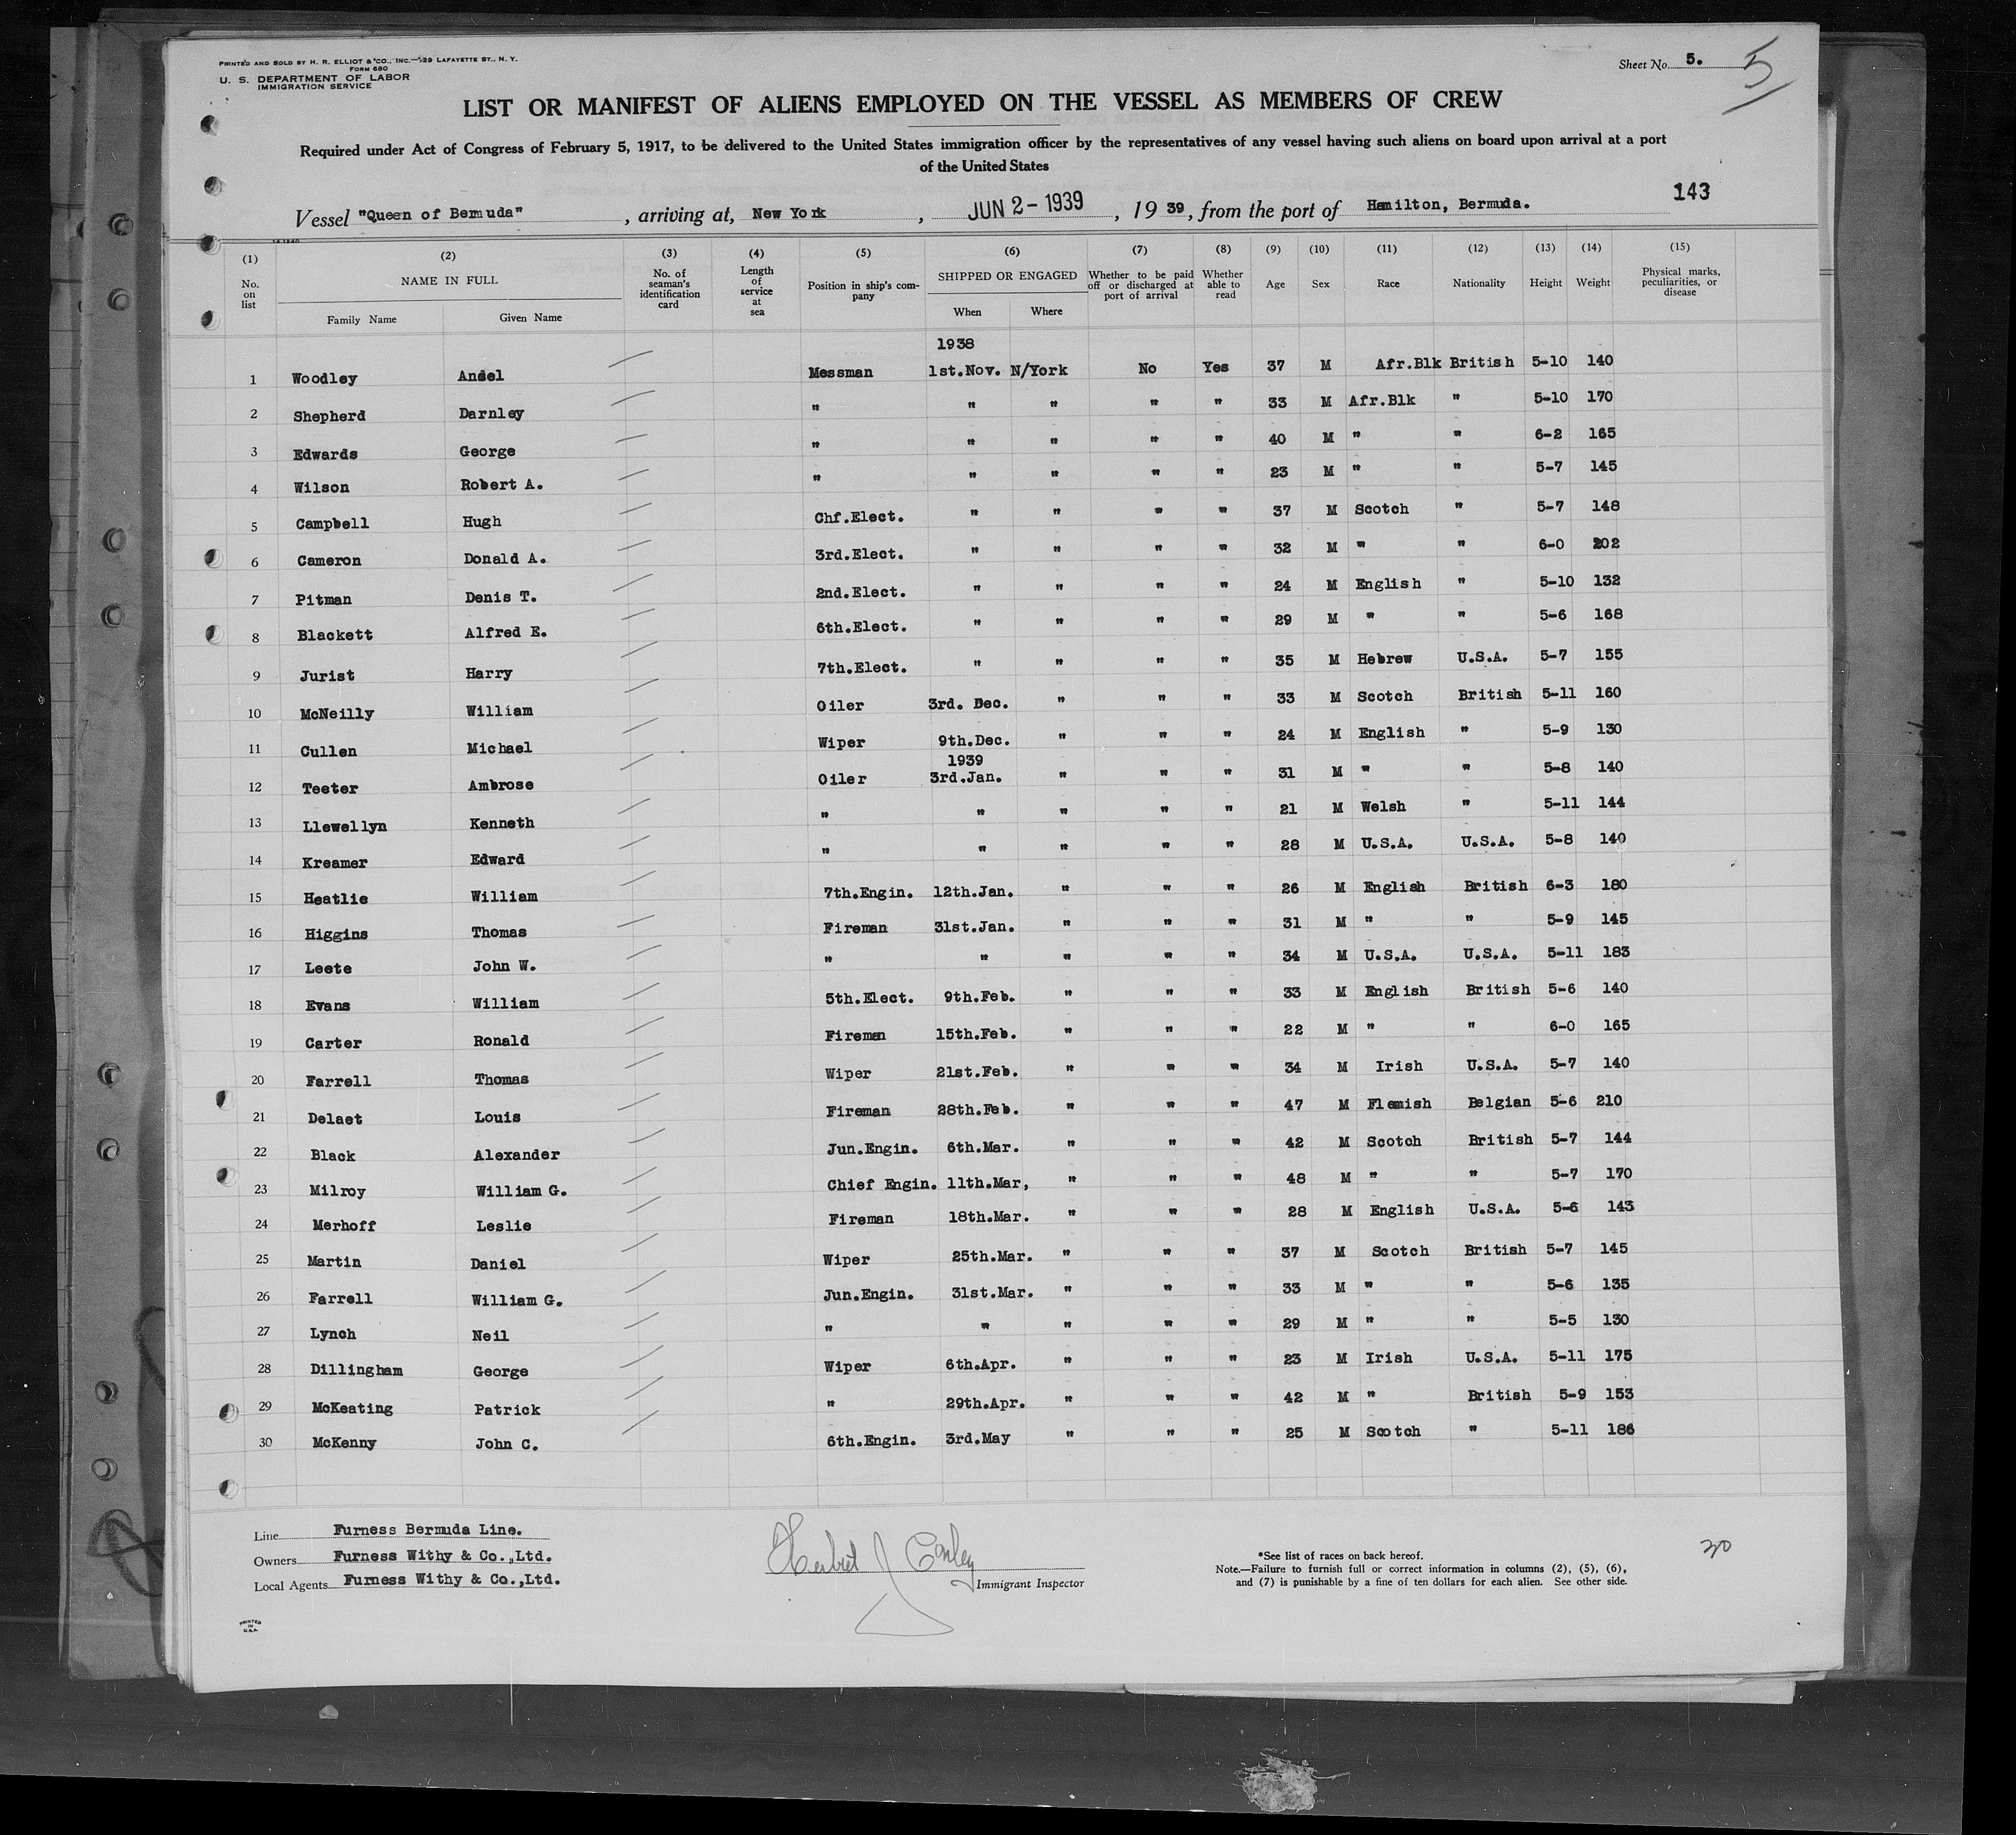 PRINTED AND SOLD BY H. R. ELLIOT & CO., INC.—129 LAFAYETTE ST., N. Y.
FORM 680
U. S. DEPARTMENT OF LABOR
IMMIGRATION SERVICE
Sheet No. 5. 5
LIST OR MANIFEST OF ALIENS EMPLOYED ON THE VESSEL AS MEMBERS OF CREW
Required under Act of Congress of February 5, 1917, to be delivered to the United States immigration officer by the representatives of any vessel having such aliens on board upon arrival at a port
of the United States
143
Vessel "Queen of Bermuda", arriving at, New York, JUN 2-1939, 19 39, from the port of Hamilton, Bermuda.
(1) (2) (3) (4) (5) (6) (7) (8) (9) (10) (11) (12) (13) (14) (15)
No. on list NAME IN FULL No. of seaman's identification card Length of service at sea Position in ship's company SHIPPED OR ENGAGED Whether to be paid off or discharged at port of arrival Whether able to read Age Sex Race Nationality Height Weight Physical marks, peculiarities, or disease
Family Name Given Name When Where
1938
1 Woodley Ansel Messman 1st.Nov. N/York No Yes 37 M Afr.Blk British 5-10 140
2 Shepherd Darnley " " " " " 33 M Afr.Blk " 5-10 170
3 Edwards George " " " " " 40 M " " 6-2 165
4 Wilson Robert A. " " " " " 23 M " " 5-7 145
5 Campbell Hugh Chf.Elect. " " " " 37 M Scotch " 5-7 148
6 Cameron Donald A. 3rd.Elect. " " " " 32 M " " 6-0 202
7 Pitman Denis T. 2nd.Elect. " " " " 24 M English " 5-10 132
8 Blackett Alfred E. 6th.Elect. " " " " 29 M " " 5-6 168
9 Jurist Harry 7th.Elect. " " " " 35 M Hebrew U.S.A. 5-7 155
10 McNeilly William Oiler 3rd. Dec. " " " 33 M Scotch British 5-11 160
11 Cullen Michael Wiper 9th.Dec. " " " 24 M English " 5-9 130
1939
12 Teeter Ambrose Oiler 3rd.Jan. " " " 31 M " " 5-8 140
13 Llewellyn Kenneth " " " " " 21 M Welsh " 5-11 144
14 Kreamer Edward " " " " " 28 M U.S.A. U.S.A. 5-8 140
15 Heatlie William 7th.Engin. 12th.Jan. " " " 26 M English British 6-3 180
16 Higgins Thomas Fireman 31st.Jan. " " " 31 M " " 5-9 145
17 Leete John W. " " " " " 34 M U.S.A. U.S.A. 5-11 183
18 Evans William 5th.Elect. 9th.Feb. " " " 33 M English British 5-6 140
19 Carter Ronald Fireman 15th.Feb. " " " 22 M " " 6-0 165
20 Farrell Thomas Wiper 21st.Feb. " " " 34 M Irish U.S.A. 5-7 140
21 Delaet Louis Fireman 28th.Feb. " " " 47 M Flemish Belgian 5-6 210
22 Black Alexander Jun.Engin. 6th.Mar. " " " 42 M Scotch British 5-7 144
23 Milroy William G. Chief Engin. 11th.Mar, " " " 48 M " " 5-7 170
24 Merhoff Leslie Fireman 18th.Mar. " " " 28 M English U.S.A. 5-6 143
25 Martin Daniel Wiper 25th.Mar. " " " 37 M Scotch British 5-7 145
26 Farrell William G. Jun.Engin. 31st.Mar. " " " 33 M " " 5-6 135
27 Lynch Neil " " " " " 29 M " " 5-5 130
28 Dillingham George Wiper 6th.Apr. " " " 23 M Irish U.S.A. 5-11 175
29 McKeating Patrick " 29th.Apr. " " " 42 M " British 5-9 153
30 McKenny John C. 6th.Engin. 3rd.May " " " 25 M Scotch " 5-11 186
Line Furness Bermuda Line.
Owners Furness Withy & Co.,Ltd.
Local Agents Furness Withy & Co.,Ltd.
Herbert J Conley
Immigrant Inspector
*See list of races on back hereof.
Note.—Failure to furnish full or correct information in columns (2), (5), (6),
and (7) is punishable by a fine of ten dollars for each alien. See other side.
30
PRINTED
IN
U.S.A.